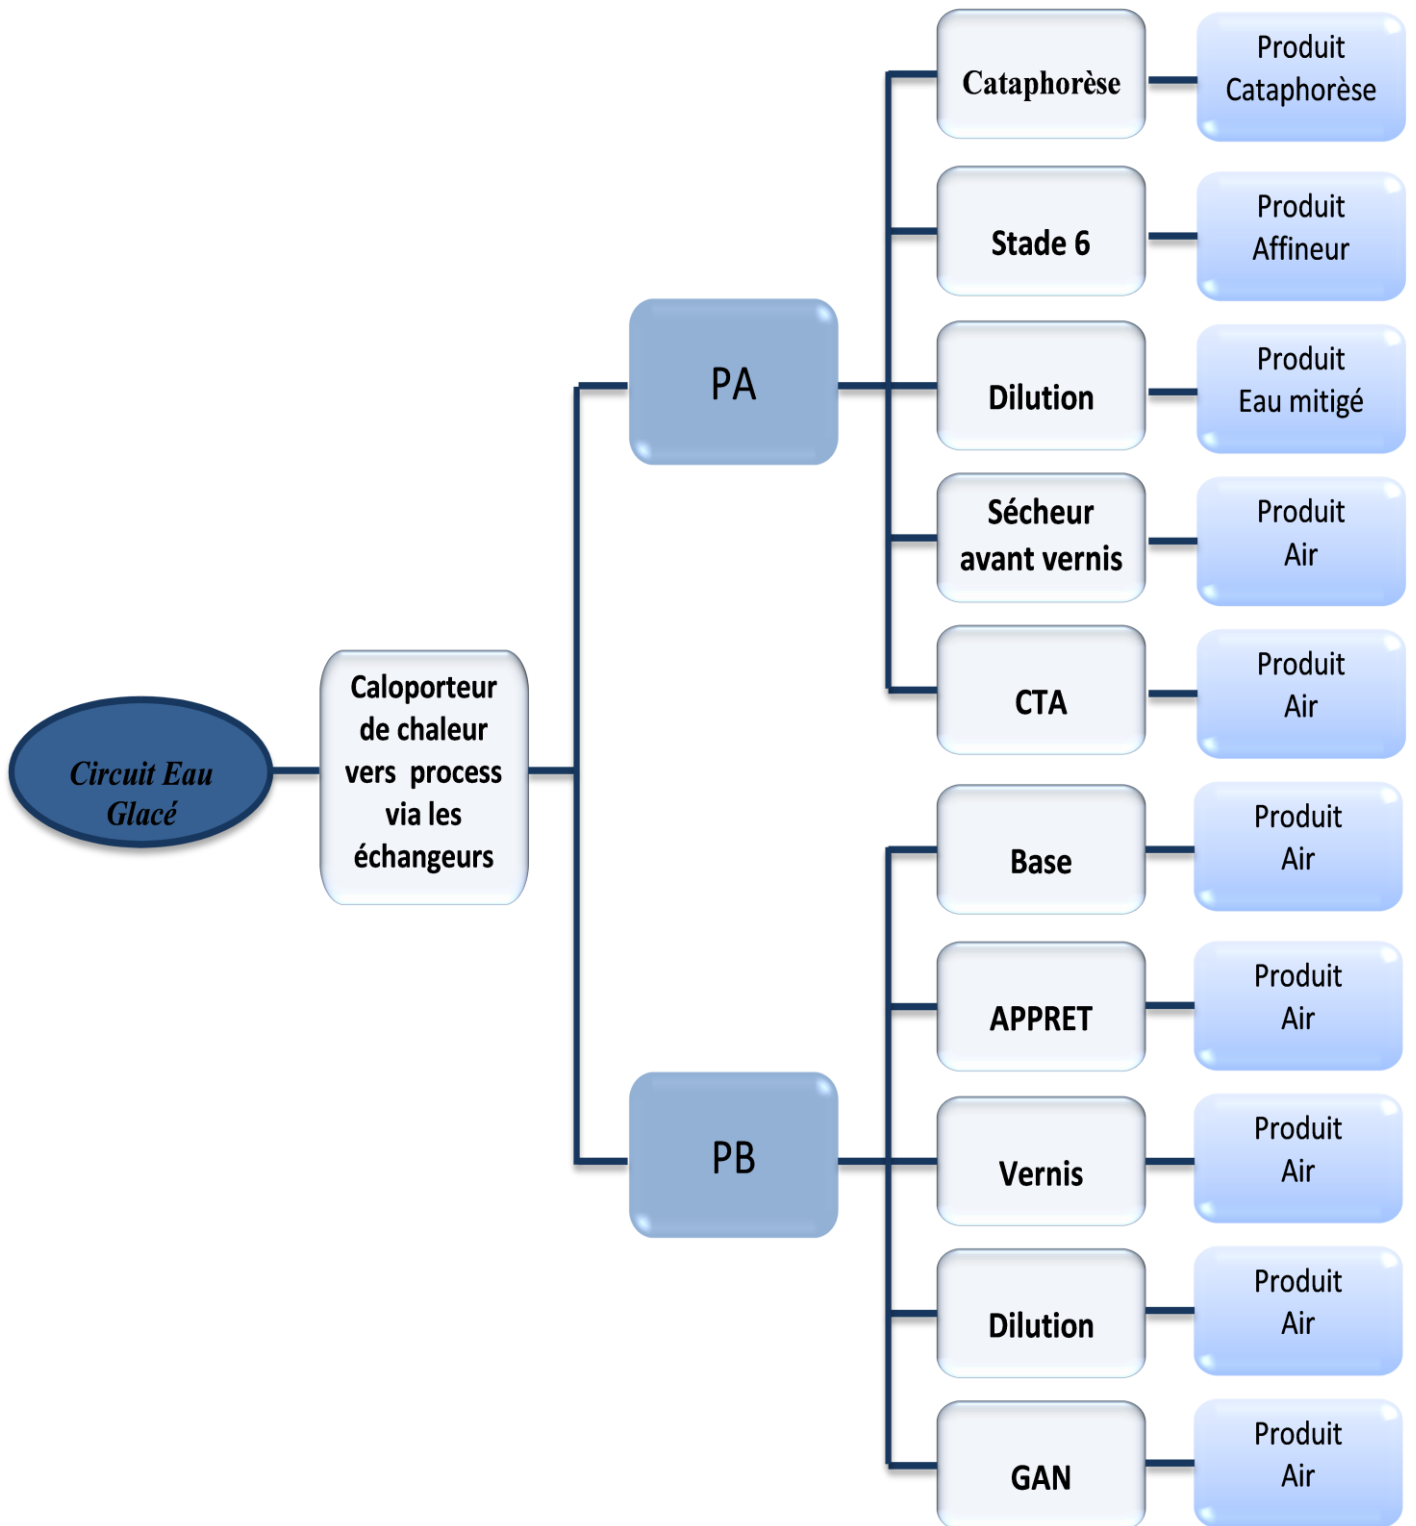 Circuit Eau
Glacé
Caloporteur
de chaleur
vers process
via les
échangeurs
PA
Cataphorèse
Produit
Cataphorèse
Stade 6
Produit
Affineur
Dilution
Produit
Eau mitigé
Sécheur
avant vernis
Produit
Air
CTA
Produit
Air
PB
Base
Produit
Air
APPRET
Produit
Air
Vernis
Produit
Air
Dilution
Produit
Air
GAN
Produit
Air